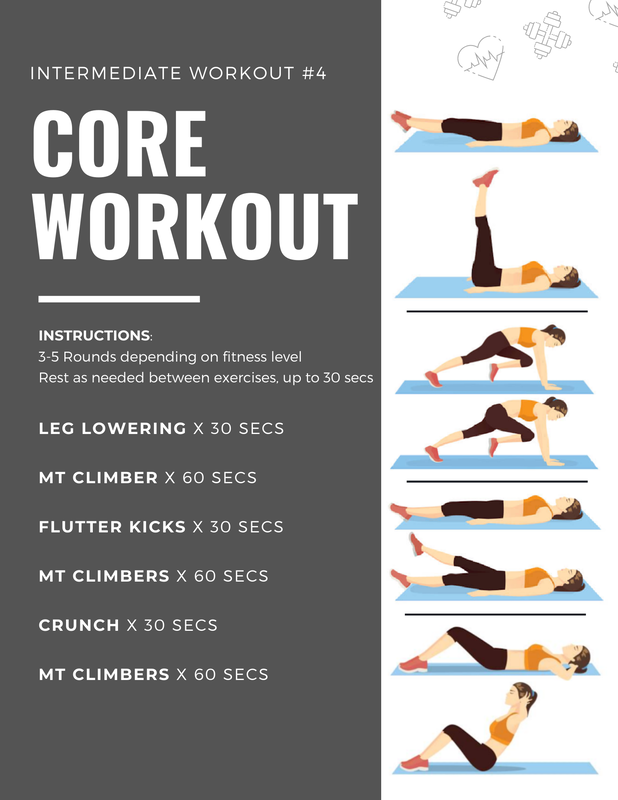 INTERMEDIATE WORKOUT #4
CORE
WORKOUT
INSTRUCTIONS:
3-5 Rounds depending on fitness level
Rest as needed between exercises, up to 30 secs
LEG LOWERING X 30 SECS
MT CLIMBER X 60 SECS
FLUTTER KICKS X 30 SECS
MT CLIMBERS X 60 SECS
CRUNCH X 30 SECS
MT CLIMBERS X 60 SECS